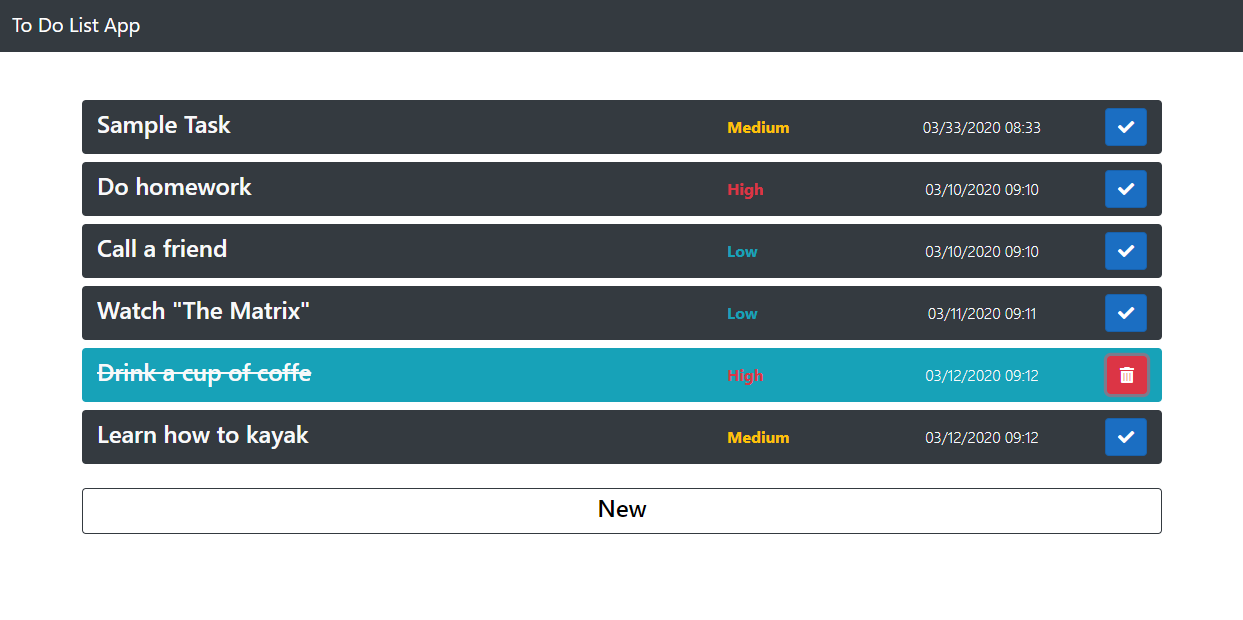 To Do List App
Sample Task Medium 03/33/2020 08:33
Do homework High 03/10/2020 09:10
Call a friend Low 03/10/2020 09:10
Watch "The Matrix" Low 03/11/2020 09:11
Drink a cup of coffe High 03/12/2020 09:12
Learn how to kayak Medium 03/12/2020 09:12
New